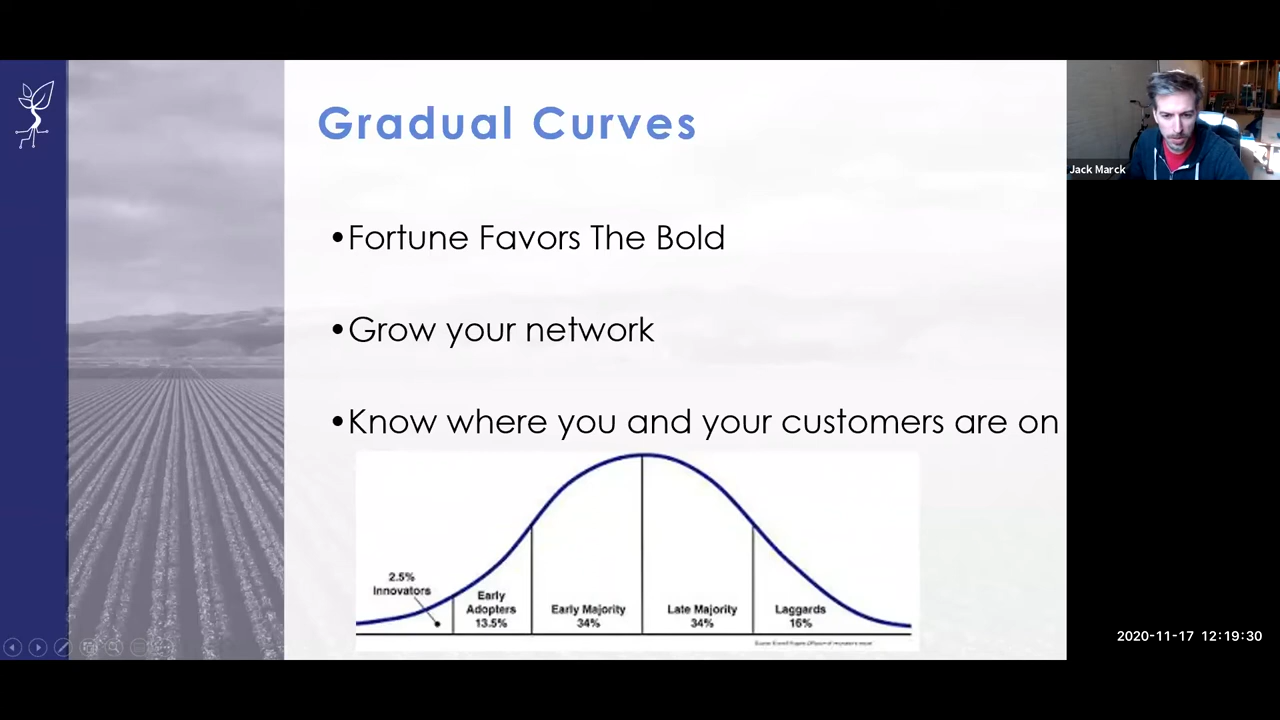 Gradual Curves
Jack Marck
•Fortune Favors The Bold
•Grow your network
•Know where you and your customers are on
2.5%
Innovators
Early
Adopters
13.5%
Early Majority
34%
Late Majority
34%
Laggards
16%
2020-11-17 12:19:30